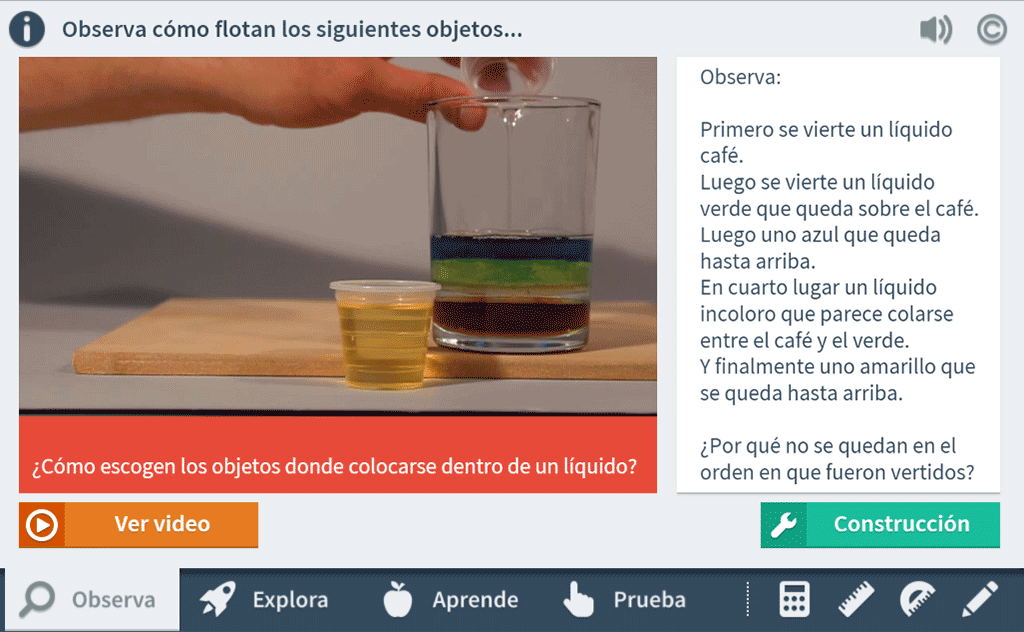 Observa cómo flotan los siguientes objetos...
Observa:
Primero se vierte un líquido
café.
Luego se vierte un líquido
verde que queda sobre el café.
Luego uno azul que queda
hasta arriba.
En cuarto lugar un líquido
incoloro que parece colarse
entre el café y el verde.
Y finalmente uno amarillo que
se queda hasta arriba.
¿Por qué no se quedan en el
orden en que fueron vertidos?
¿Cómo escogen los objetos donde colocarse dentro de un líquido?
Ver video
Construcción
Observa
Explora
Aprende
Prueba